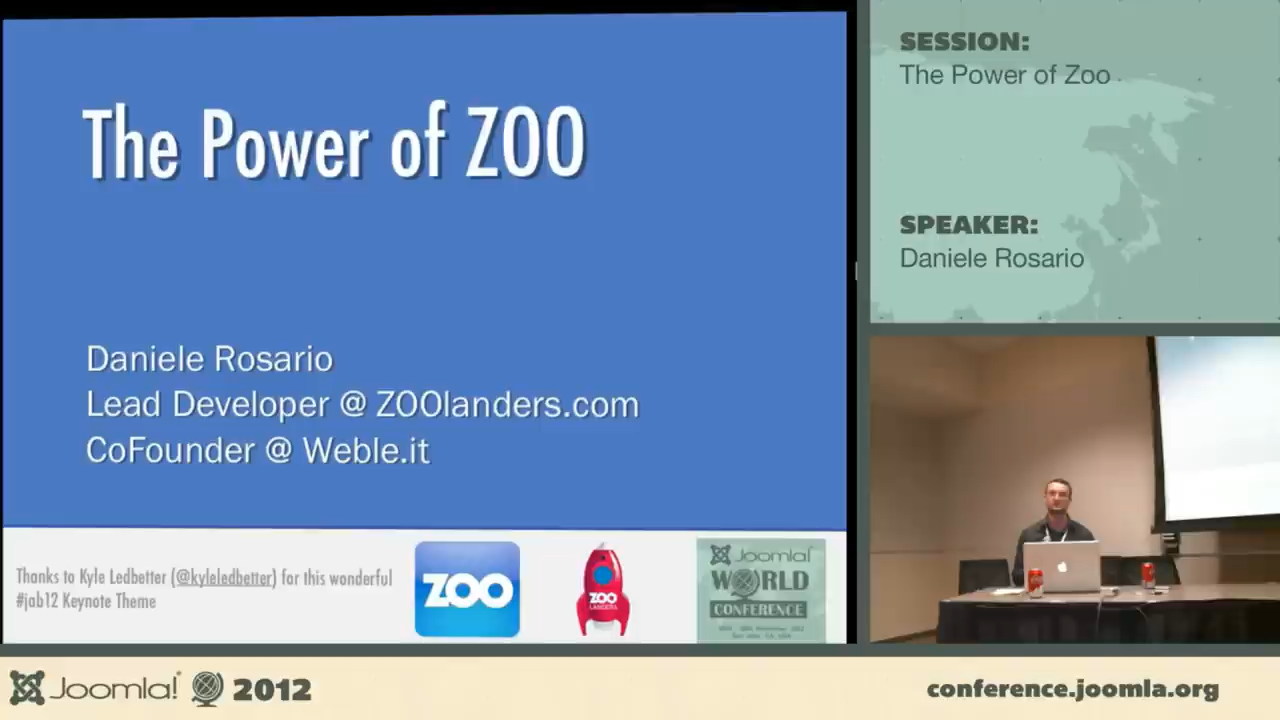 The Power of ZOO
Daniele Rosario
Lead Developer @ ZOOlanders.com
CoFounder @ Weble.it
Thanks to Kyle Ledbetter (@kyleledbetter) for this wonderful
#jab12 Keynote Theme
ZOO
ZOO
LANDERS
Joomla!
WORLD
CONFERENCE
SESSION:
The Power of Zoo
SPEAKER:
Daniele Rosario
Joomla! 2012
conference.joomla.org